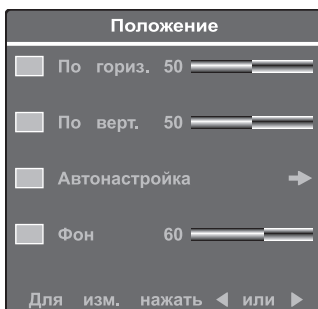 Положение
По гориз. 50
По верт. 50
Автонастройка
Фон 60
Для изм. нажать ◀ или ▶